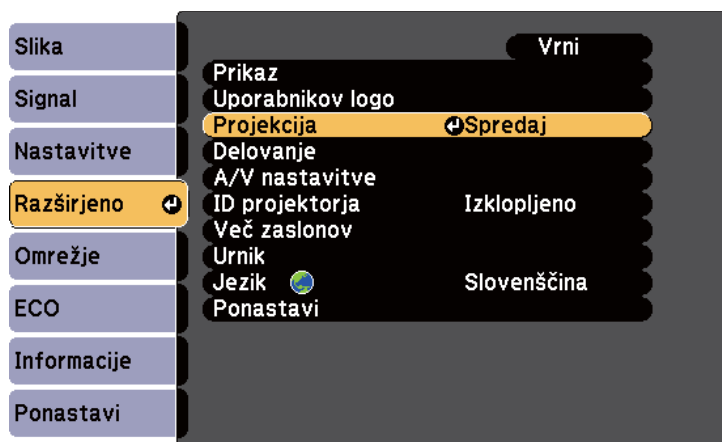 Slika
Signal
Nastavitve
Razširjeno
Omrežje
ECO
Informacije
Ponastavi
Vrni
Prikaz
Uporabnikov logo
Projekcija Spredaj
Delovanje
A/V nastavitve
ID projektorja Izklopljeno
Več zaslonov
Urnik
Jezik Slovenščina
Ponastavi